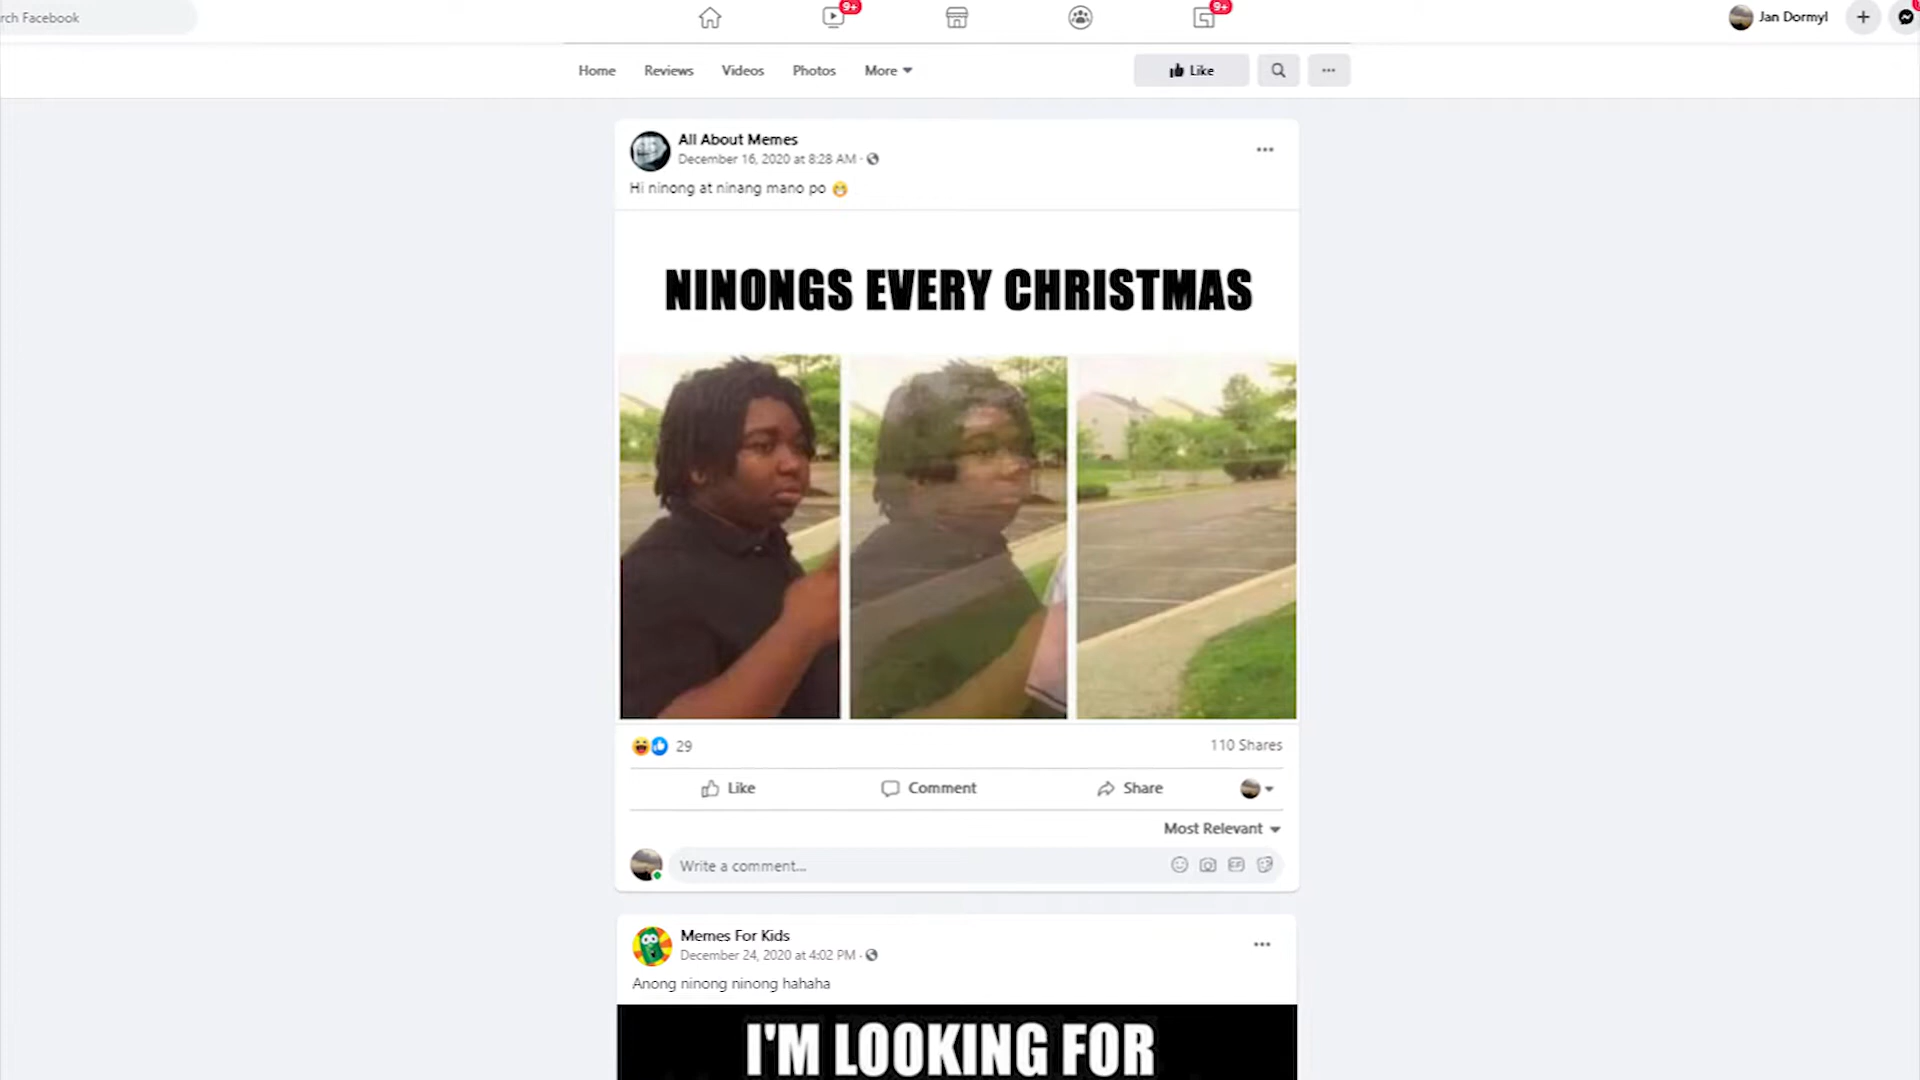 rch Facebook
9+
9+
Jan Dormyl
Home
Reviews
Videos
Photos
More
Like
All About Memes
December 16, 2020 at 8:28 AM ·
Hi ninong at ninang mano po
NINONGS EVERY CHRISTMAS
29
110 Shares
Like
Comment
Share
Most Relevant
Write a comment...
Memes For Kids
December 24, 2020 at 4:02 PM ·
Anong ninong ninong hahaha
I'M LOOKING FOR